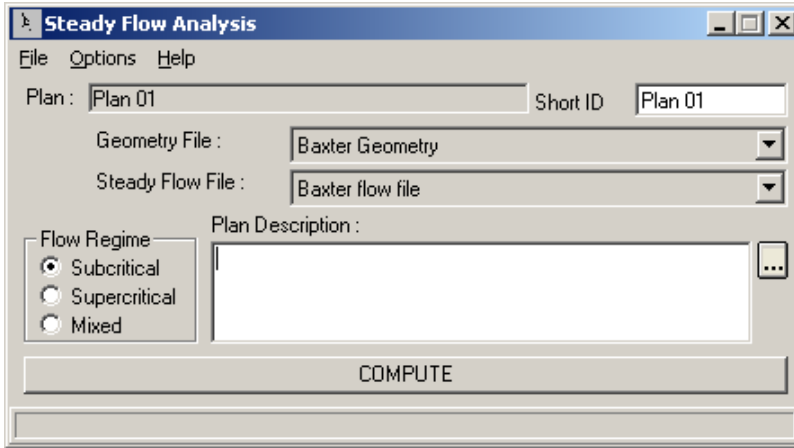 Steady Flow Analysis
File Options Help
Plan : Plan 01 Short ID Plan 01
Geometry File : Baxter Geometry
Steady Flow File : Baxter flow file
Plan Description :
Flow Regime
Subcritical
Supercritical
Mixed
...
COMPUTE